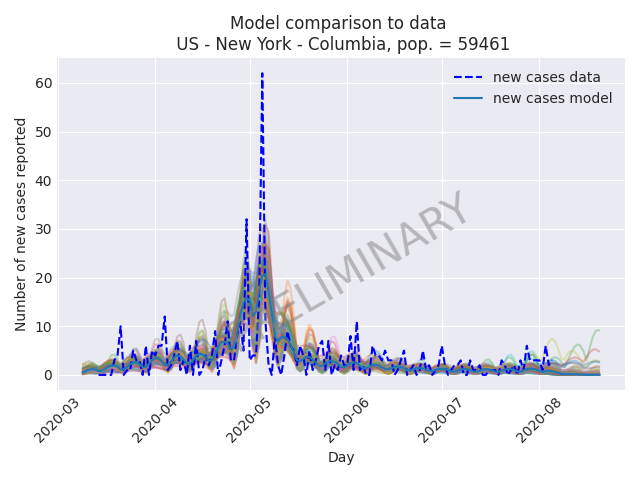 Model comparison to data
US - New York - Columbia, pop. = 59461
new cases data
new cases model
ELIMINARY
Number of new cases reported
60
50
40
30
20
10
0
2020-03
2020-04
2020-05
2020-06
2020-07
2020-08
Day